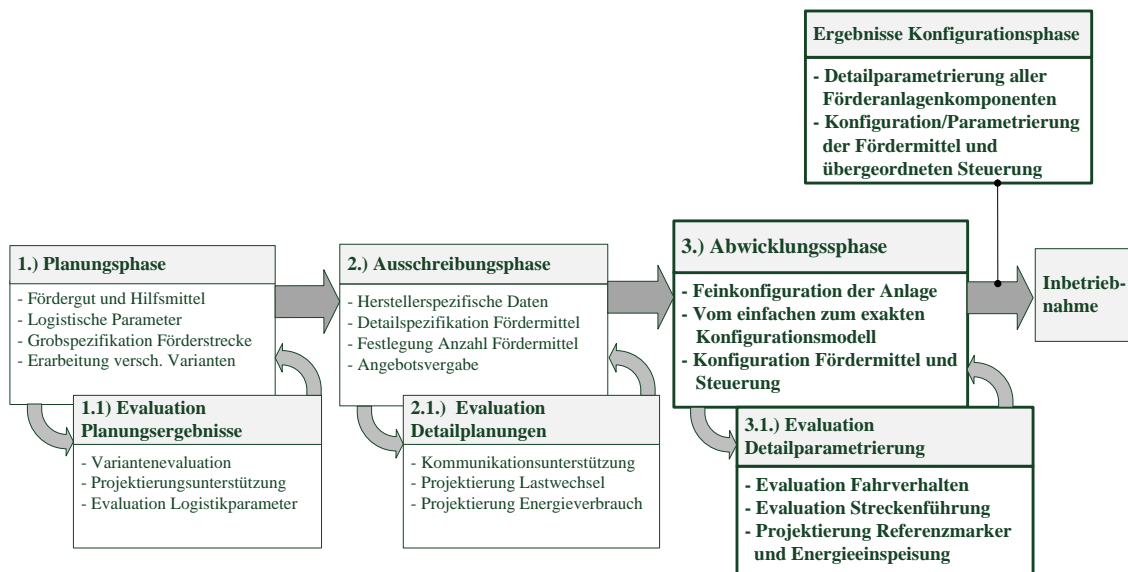 Ergebnisse Konfigurationsphase
- Detailparametrierung aller
Förderanlagenkomponenten
- Konfiguration/Parametrierung
der Fördermittel und
übergeordneten Steuerung
1.) Planungsphase
- Fördergut und Hilfsmittel
- Logistische Parameter
- Grobspezifikation Förderstrecke
- Erarbeitung versch. Varianten
1.1) Evaluation
Planungsergebnisse
- Variantenevaluation
- Projektierungsunterstützung
- Evaluation Logistikparameter
2.) Ausschreibungsphase
- Herstellerspezifische Daten
- Detailspezifikation Fördermittel
- Festlegung Anzahl Fördermittel
- Angebotsvergabe
2.1.) Evaluation
Detailplanungen
- Kommunikationsunterstützung
- Projektierung Lastwechsel
- Projektierung Energieverbrauch
3.) Abwicklungsphase
- Feinkonfiguration der Anlage
- Vom einfachen zum exakten
Konfigurationsmodell
- Konfiguration Fördermittel und
Steuerung
3.1.) Evaluation
Detailparametrierung
- Evaluation Fahrverhalten
- Evaluation Streckenführung
- Projektierung Referenzmarker
und Energieeinspeisung
Inbetrieb-
nahme